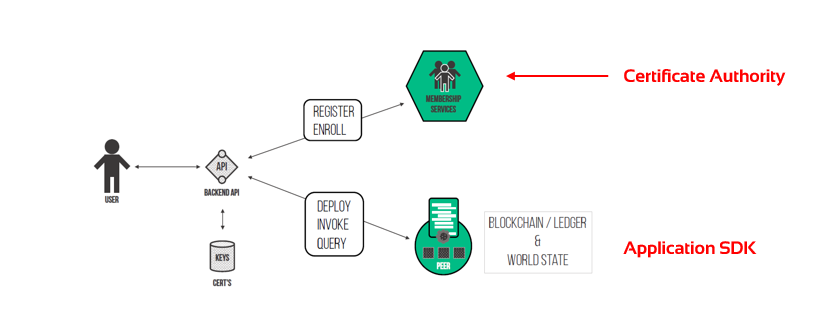 MEMBERSHIP
SERVICES
Certificate Authority
REGISTER
ENROLL
API
BACKEND API
USER
DEPLOY
INVOKE
QUERY
KEYS
CERT'S
PEER
BLOCKCHAIN / LEDGER
&
WORLD STATE
Application SDK